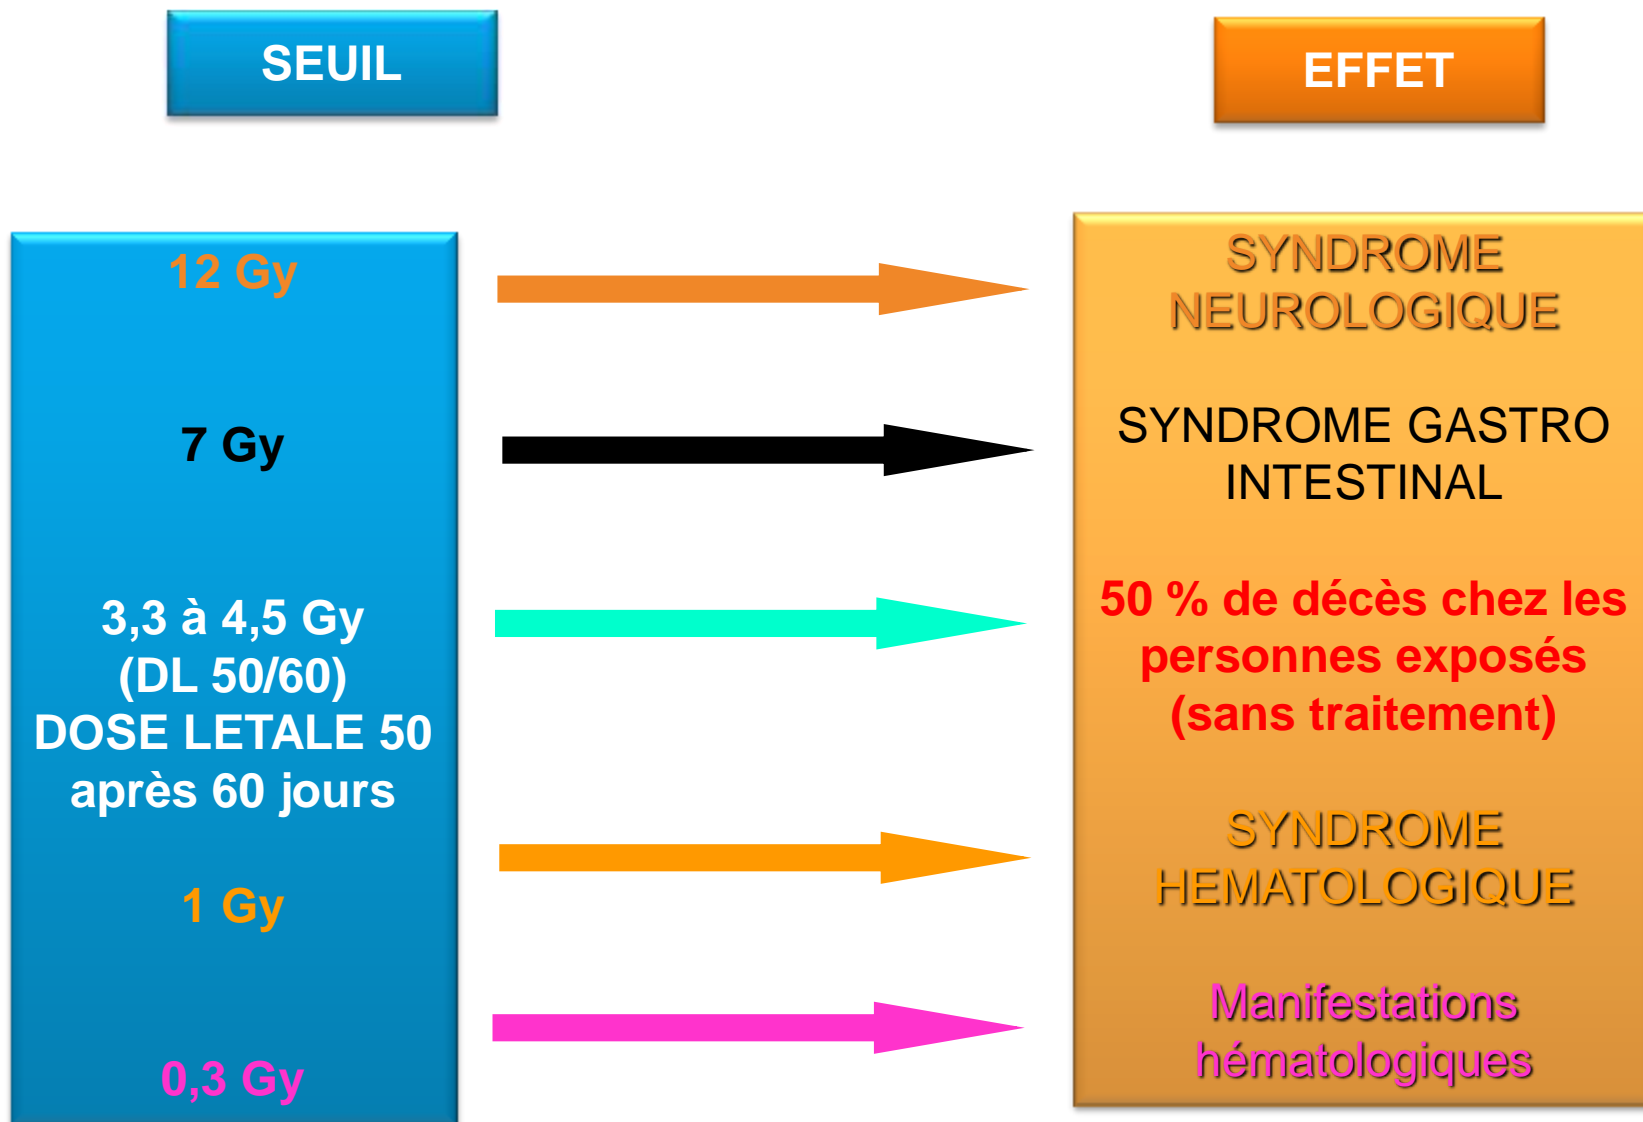 SEUIL
EFFET
12 Gy
7 Gy
3,3 à 4,5 Gy
(DL 50/60)
DOSE LETALE 50
après 60 jours
1 Gy
0,3 Gy
SYNDROME
NEUROLOGIQUE
SYNDROME GASTRO
INTESTINAL
50 % de décès chez les
personnes exposés
(sans traitement)
SYNDROME
HEMATOLOGIQUE
Manifestations
hématologiques